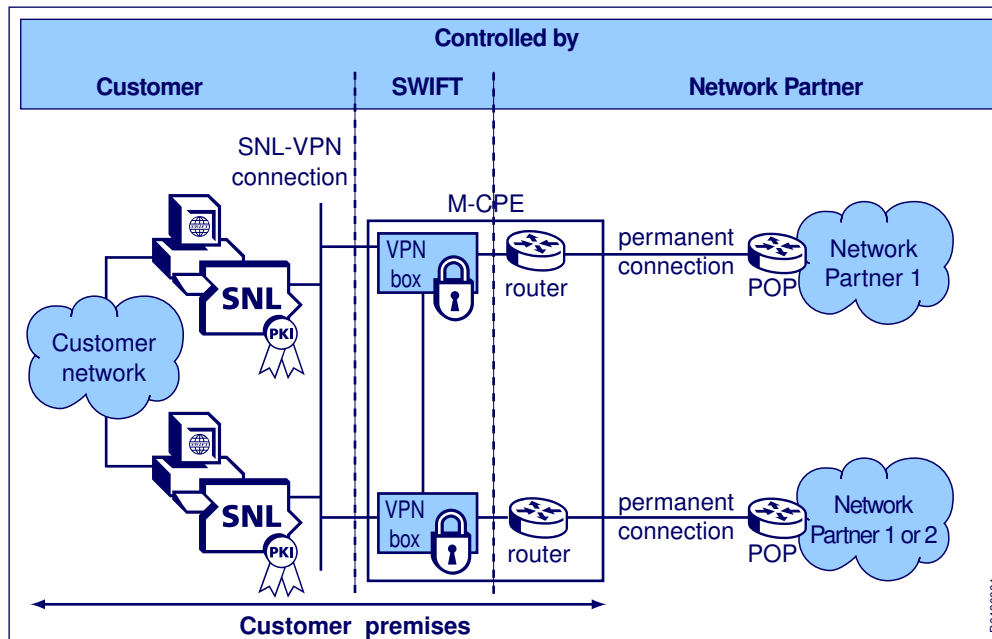 Controlled by
Customer
SWIFT
Network Partner
SNL-VPN
connection
M-CPE
VPN
box
router
permanent
connection
POP
Network
Partner 1
SNL
PKI
Customer
network
SNL
PKI
VPN
box
router
permanent
connection
POP
Network
Partner 1 or 2
Customer premises